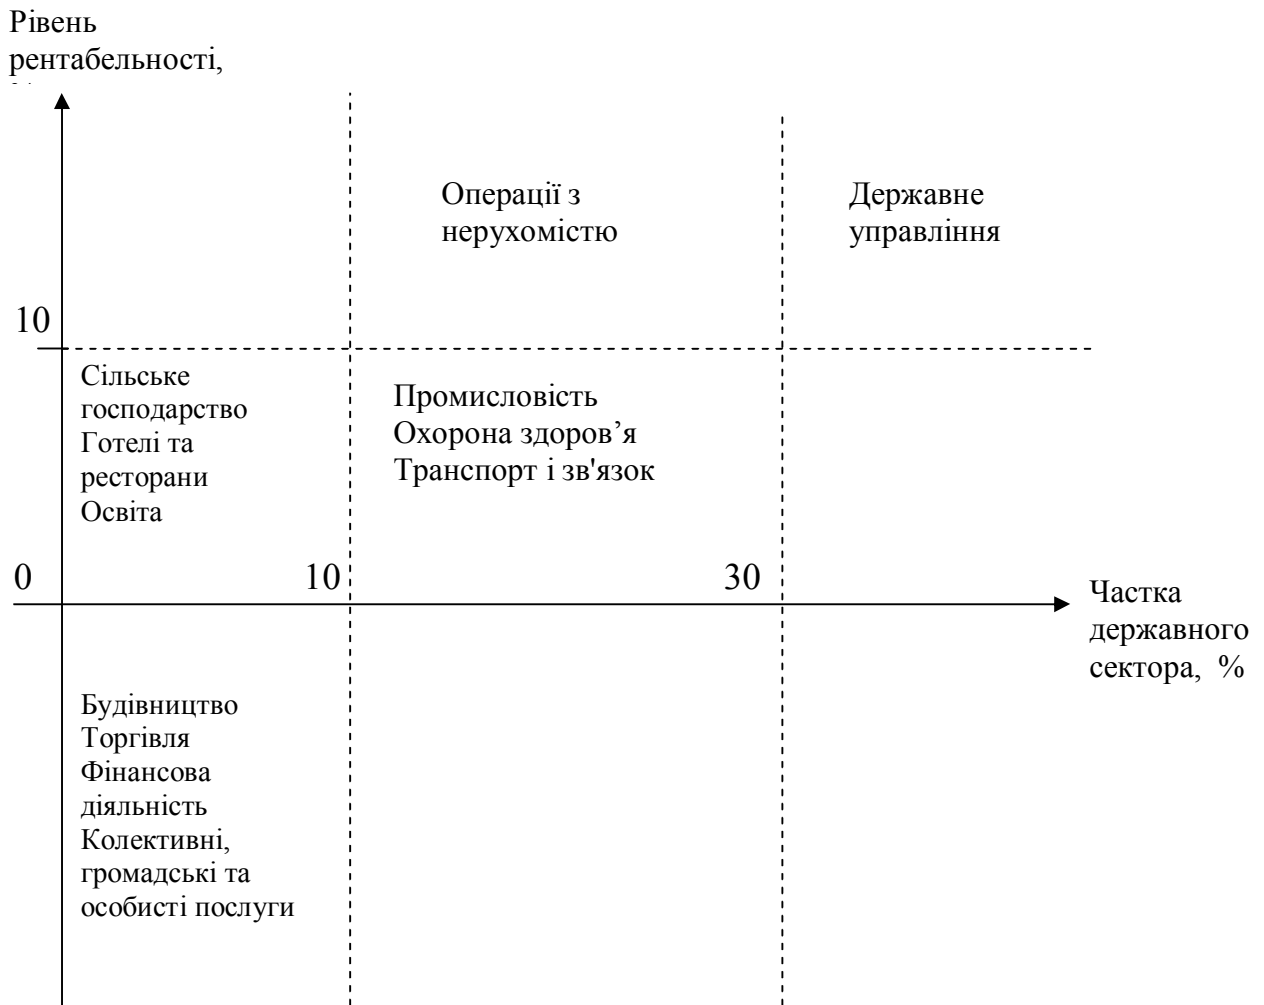 Рівень
рентабельності,
Операції з
нерухомістю
Державне
управління
10
Сільське
господарство
Готелі та
ресторани
Освіта
Промисловість
Охорона здоров’я
Транспорт і зв'язок
0
10
30
Частка
державного
сектора, %
Будівництво
Торгівля
Фінансова
діяльність
Колективні,
громадські та
особисті послуги